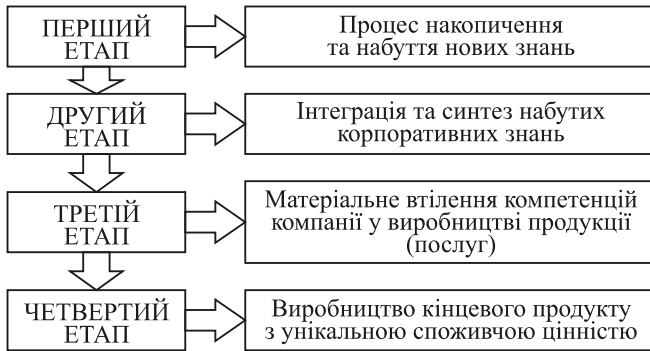 ПЕРШИЙ
ЕТАП
Процес накопичення
та набуття нових знань
ДРУГИЙ
ЕТАП
Інтеграція та синтез набутих
корпоративних знань
ТРЕТІЙ
ЕТАП
Матеріальне втілення компетенцій
компанії у виробництві продукції
(послуг)
ЧЕТВЕРТИЙ
ЕТАП
Виробництво кінцевого продукту
з унікальною споживчою цінністю